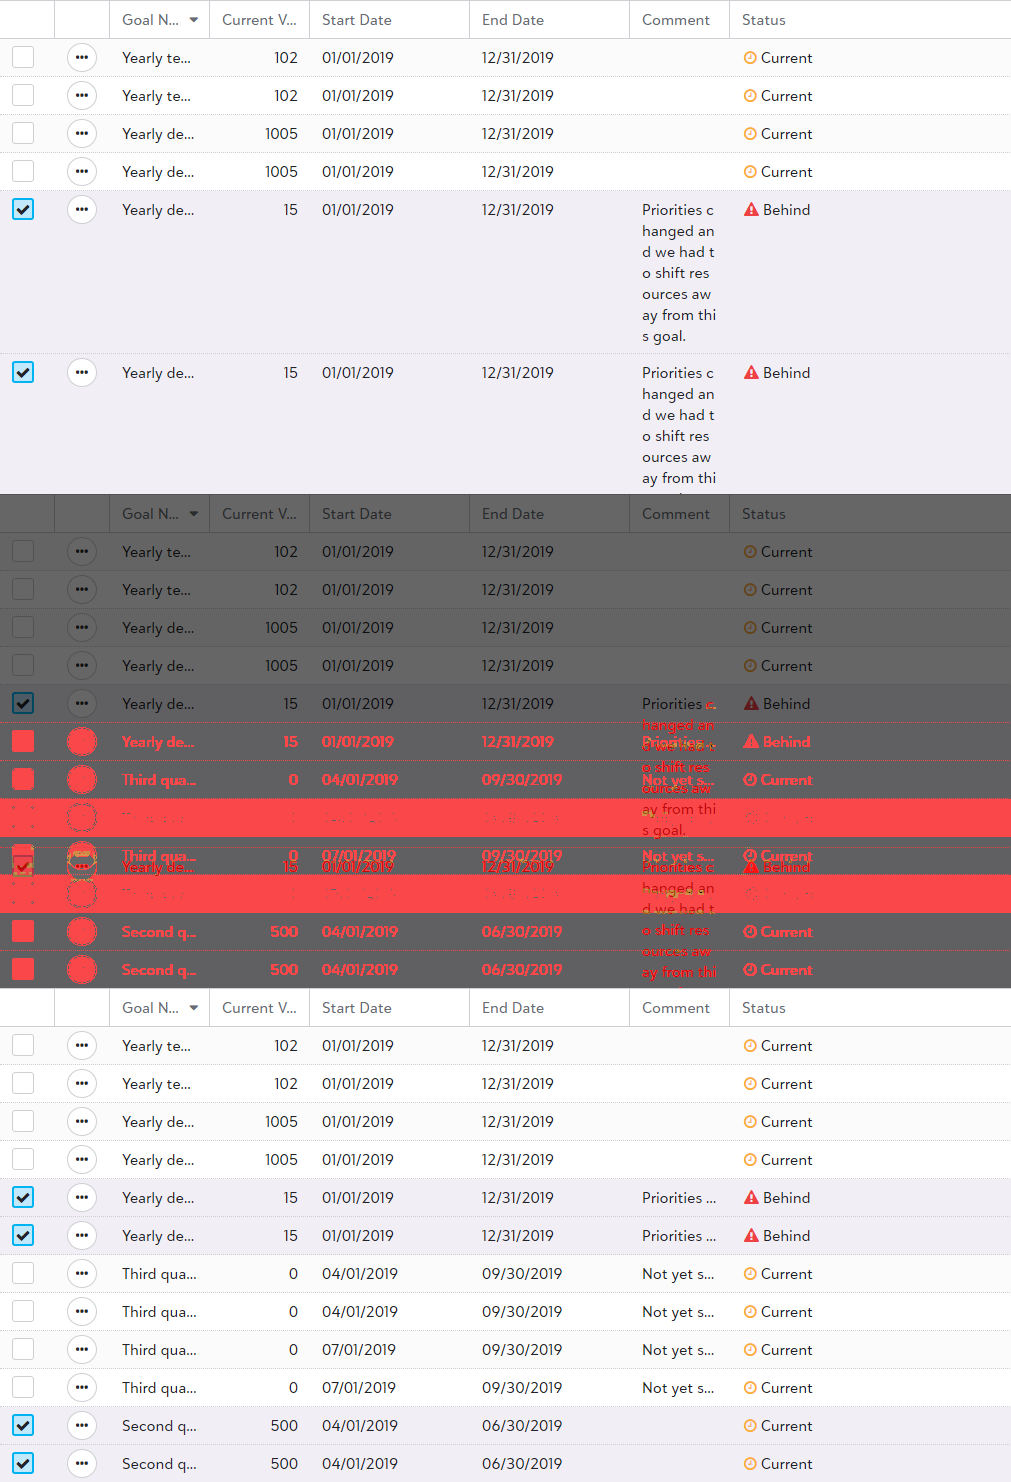 Goal N... Current V... Start Date End Date Comment Status
Yearly te... 102 01/01/2019 12/31/2019 Current
Yearly te... 102 01/01/2019 12/31/2019 Current
Yearly de... 1005 01/01/2019 12/31/2019 Current
Yearly de... 1005 01/01/2019 12/31/2019 Current
Yearly de... 15 01/01/2019 12/31/2019 Priorities c Behind
hanged an
d we had t
o shift res
ources aw
ay from thi
s goal.
Yearly de... 15 01/01/2019 12/31/2019 Priorities c Behind
hanged an
d we had t
o shift res
ources aw
ay from thi
Goal N... Current V... Start Date End Date Comment Status
Yearly te... 102 01/01/2019 12/31/2019 Current
Yearly te... 102 01/01/2019 12/31/2019 Current
Yearly de... 1005 01/01/2019 12/31/2019 Current
Yearly de... 1005 01/01/2019 12/31/2019 Current
Yearly de... 15 01/01/2019 12/31/2019 Priorities c Behind
hanged an
Yearly de... 15 01/01/2019 12/31/2019 Priorities ... Behind
o shift res
Third qua... 0 04/01/2019 09/30/2019 Not yet s... Current
ources aw
ay from thi
s goal.
Third qua... 0 07/01/2019 09/30/2019 Not yet s... Current
Yearly de... 15 01/01/2019 12/31/2019 Priorities c Behind
hanged an
d we had t
Second q... 500 04/01/2019 06/30/2019 o shift res Current
ources aw
Second q... 500 04/01/2019 06/30/2019 ay from thi Current
Goal N... Current V... Start Date End Date Comment Status
Yearly te... 102 01/01/2019 12/31/2019 Current
Yearly te... 102 01/01/2019 12/31/2019 Current
Yearly de... 1005 01/01/2019 12/31/2019 Current
Yearly de... 1005 01/01/2019 12/31/2019 Current
Yearly de... 15 01/01/2019 12/31/2019 Priorities ... Behind
Yearly de... 15 01/01/2019 12/31/2019 Priorities ... Behind
Third qua... 0 04/01/2019 09/30/2019 Not yet s... Current
Third qua... 0 04/01/2019 09/30/2019 Not yet s... Current
Third qua... 0 07/01/2019 09/30/2019 Not yet s... Current
Third qua... 0 07/01/2019 09/30/2019 Not yet s... Current
Second q... 500 04/01/2019 06/30/2019 Current
Second q... 500 04/01/2019 06/30/2019 Current